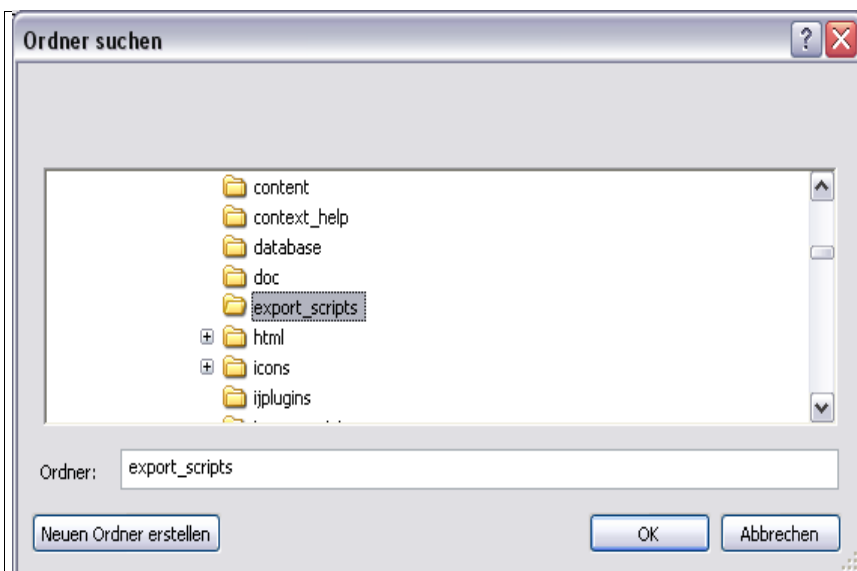 Ordner suchen
content
context_help
database
doc
export_scripts
html
icons
ijplugins
Ordner: export_scripts
Neuen Ordner erstellen OK Abbrechen